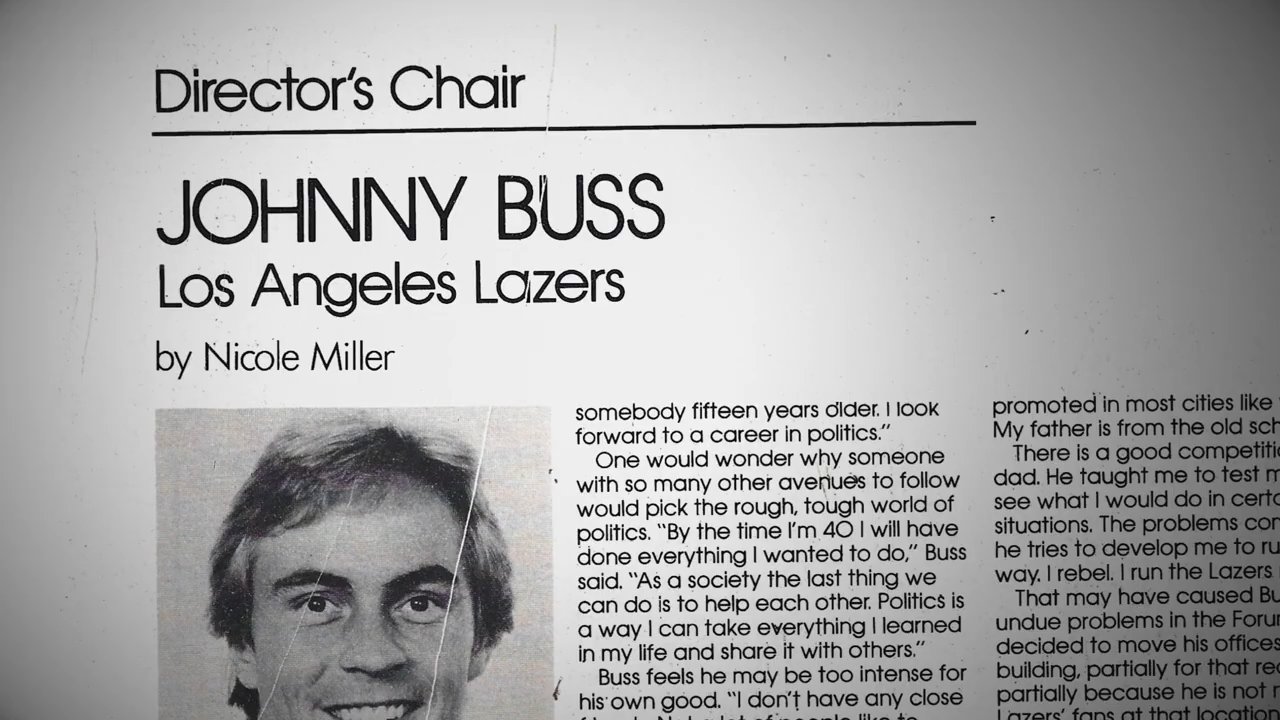 Director's Chair
JOHNNY BUSS
Los Angeles Lazers
by Nicole Miller
somebody fifteen years older. I look
forward to a career in politics."
One would wonder why someone
with so many other avenues to follow
would pick the rough, tough world of
politics. "By the time I'm 40 I will have
done everything I wanted to do," Buss
said. "As a society the last thing we
can do is to help each other. Politics is
a way I can take everything I learned
in my life and share it with others."
Buss feels he may be too intense for
his own good. "I don't have any close
promoted in most cities like
My father is from the old
There is a good
dad. He taught me to test
see what I would do in
situations. The problems
he tries to develop me to
way. I rebel. I run the Lazers
That may have caused
undue problems in the
decided to move his offices
building, partially for that
partially because he is not
Lazers' fans at that location